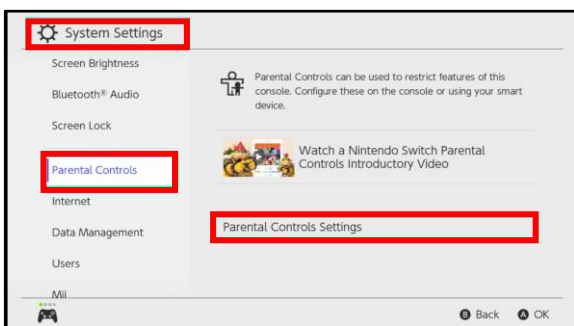 System Settings
Screen Brightness
Bluetooth® Audio
Screen Lock
Parental Controls
Internet
Data Management
Users
Mii
Parental Controls can be used to restrict features of this
console. Configure these on the console or using your smart
device.
Watch a Nintendo Switch Parental
Controls Introductory Video
Parental Controls Settings
B Back A OK